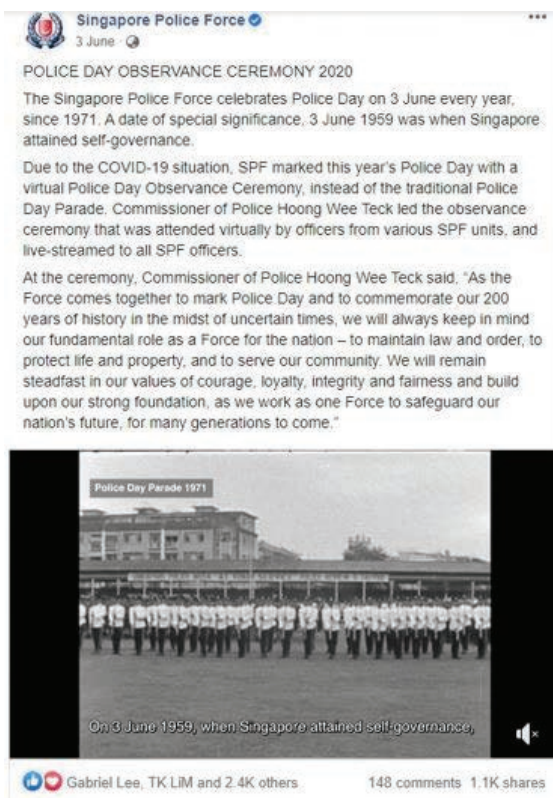 Singapore Police Force
3 June
POLICE DAY OBSERVANCE CEREMONY 2020
The Singapore Police Force celebrates Police Day on 3 June every year,
since 1971. A date of special significance, 3 June 1959 was when Singapore
attained self-governance.
Due to the COVID-19 situation, SPF marked this year's Police Day with a
virtual Police Day Observance Ceremony, instead of the traditional Police
Day Parade. Commissioner of Police Hoong Wee Teck led the observance
ceremony that was attended virtually by officers from various SPF units, and
live-streamed to all SPF officers.
At the ceremony, Commissioner of Police Hoong Wee Teck said, "As the
Force comes together to mark Police Day and to commemorate our 200
years of history in the midst of uncertain times, we will always keep in mind
our fundamental role as a Force for the nation – to maintain law and order, to
protect life and property, and to serve our community. We will remain
steadfast in our values of courage, loyalty, integrity and fairness and build
upon our strong foundation, as we work as one Force to safeguard our
nation's future, for many generations to come."
Police Day Parade 1971
On 3 June 1959, when Singapore attained self-governance,
Gabriel Lee, TK LiM and 2.4K others
148 comments 1.1K shares